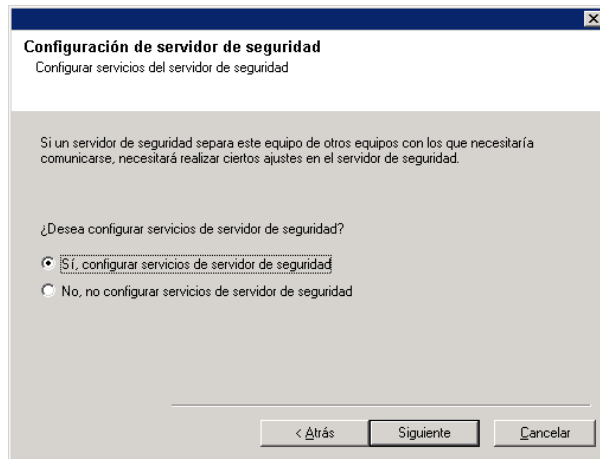 Configuración de servidor de seguridad
Configurar servicios del servidor de seguridad
Si un servidor de seguridad separa este equipo de otros equipos con los que necesitaría
comunicarse, necesitará realizar ciertos ajustes en el servidor de seguridad.
¿Desea configurar servicios de servidor de seguridad?
Sí, configurar servicios de servidor de seguridad
No, no configurar servicios de servidor de seguridad
< Atrás Siguiente Cancelar